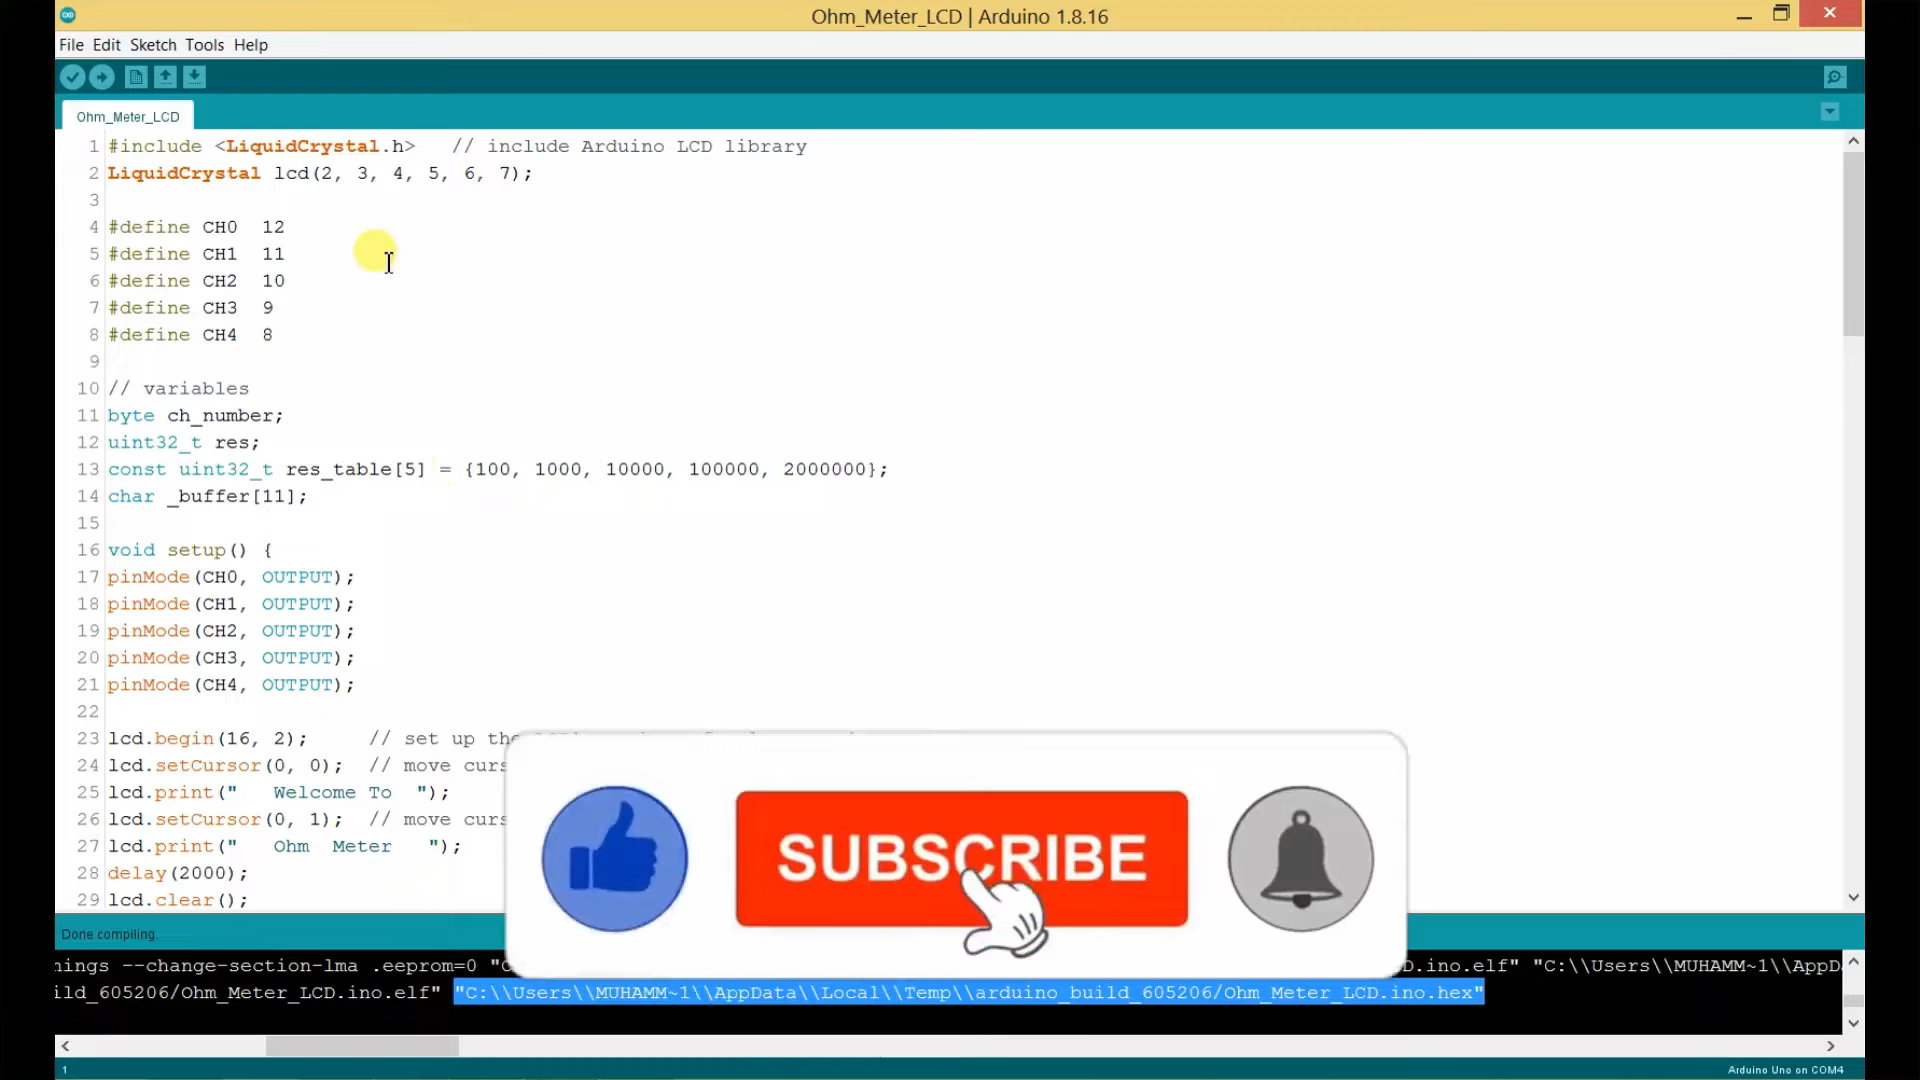 Ohm_Meter_LCD | Arduino 1.8.16
File Edit Sketch Tools Help
Ohm_Meter_LCD
1 #include <LiquidCrystal.h>   // include Arduino LCD library
2 LiquidCrystal lcd(2, 3, 4, 5, 6, 7);
3
4 #define CH0  12
5 #define CH1  11
6 #define CH2  10
7 #define CH3  9
8 #define CH4  8
9
10 // variables
11 byte ch_number;
12 uint32_t res;
13 const uint32_t res_table[5] = {100, 1000, 10000, 100000, 2000000};
14 char _buffer[11];
15
16 void setup() {
17 pinMode(CH0, OUTPUT);
18 pinMode(CH1, OUTPUT);
19 pinMode(CH2, OUTPUT);
20 pinMode(CH3, OUTPUT);
21 pinMode(CH4, OUTPUT);
22
23 lcd.begin(16, 2);     // set up the
24 lcd.setCursor(0, 0);  // move curs
25 lcd.print("   Welcome To  ");
26 lcd.setCursor(0, 1);  // move curs
27 lcd.print("   Ohm  Meter   ");
28 delay(2000);
29 lcd.clear();
SUBSCRIBE
Done compiling.
nings --change-section-lma .eeprom=0 "C D.ino.elf" "C:\\Users\\MUHAMM~1\\AppD
ild_605206/Ohm_Meter_LCD.ino.elf" "C:\\Users\\MUHAMM~1\\AppData\\Local\\Temp\\arduino_build_605206/Ohm_Meter_LCD.ino.hex"
1
Arduino Uno on COM4